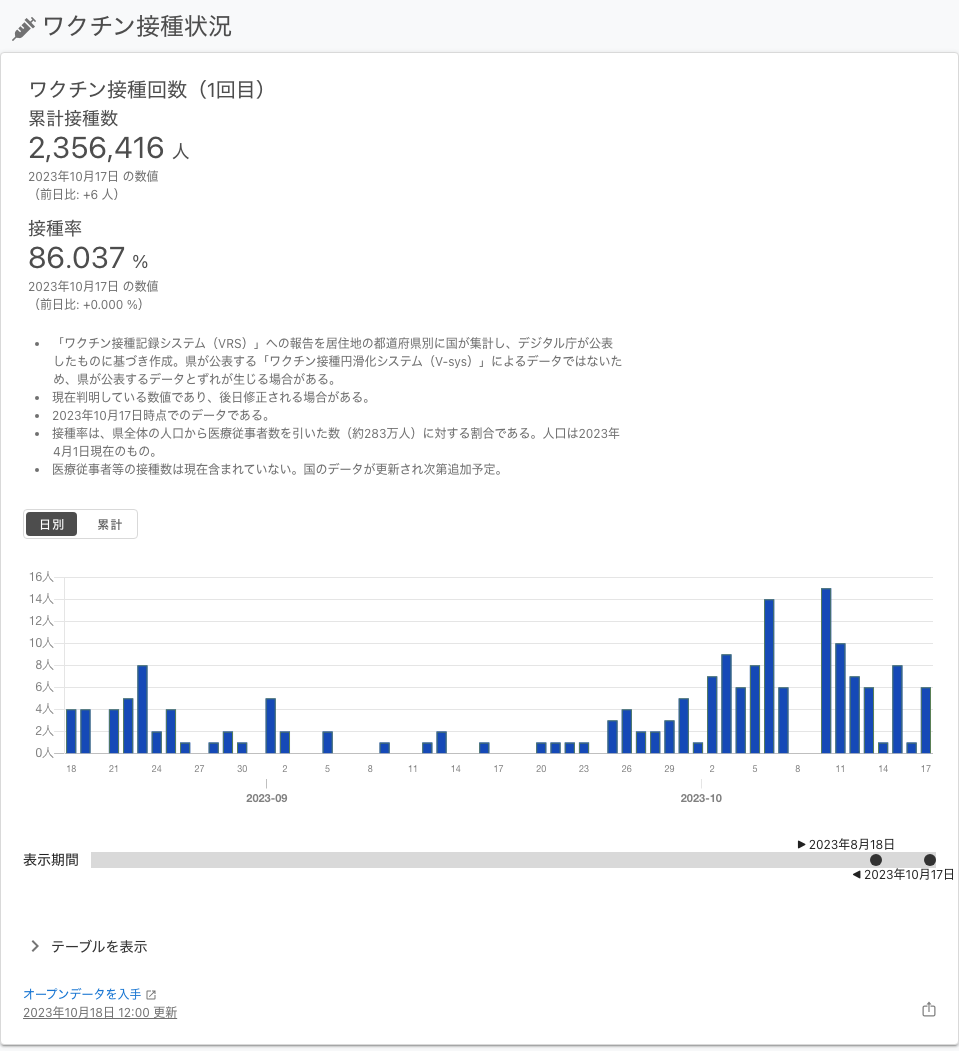 ワクチン接種状況
ワクチン接種回数（1回目）
累計接種数
2,356,416 人
2023年10月17日 の数値
（前日比: +6 人）
接種率
86.037 %
2023年10月17日 の数値
（前日比: +0.000 %）
• 「ワクチン接種記録システム（VRS）」への報告を居住地の都道府県別に国が集計し、デジタル庁が公表
したものに基づき作成。県が公表する「ワクチン接種円滑化システム（V-sys）」によるデータではないた
め、県が公表するデータとずれが生じる場合がある。
• 現在判明している数値であり、後日修正される場合がある。
• 2023年10月17日時点でのデータである。
• 接種率は、県全体の人口から医療従事者数を引いた数（約283万人）に対する割合である。人口は2023年
4月1日現在のもの。
• 医療従事者等の接種数は現在含まれていない。国のデータが更新され次第追加予定。
日別 累計
16人
14人
12人
10人
8人
6人
4人
2人
0人
18 21 24 27 30 2 5 8 11 14 17 20 23 26 29 2 5 8 11 14 17
2023-09 2023-10
▶ 2023年8月18日
表示期間
◀ 2023年10月17日
テーブルを表示
オープンデータを入手
2023年10月18日 12:00 更新